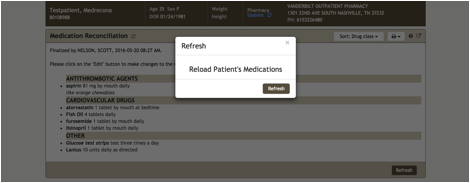 Testpatient, Medrecone
B0108988
Age 35 Sex F
DOB 01/24/1981
Weight
Height
Pharmacy
Update
VANDERBILT OUTPATIENT PHARMACY
1301 22ND AVE SOUTH NASHVILLE, TN 37232
PH: 6153226480
Medication Reconciliation
Sort: Drug class
Finalized by NELSON, SCOTT, 2016-05-20 08:27 AM.
Please click on the "Edit" button to make changes to the
Refresh
×
Reload Patient's Medications
Refresh
ANTITHROMBOTIC AGENTS
aspirin 81 mg by mouth daily
like orange chewables
CARDIOVASCULAR DRUGS
atorvastatin 1 tablet by mouth at bedtime
Fish Oil 4 tablets daily
furosemide 1 tablet by mouth daily
lisinopril 1 tablet by mouth daily
OTHER
Glucose test strips test three times a day
Lantus 10 units daily as directed
Refresh